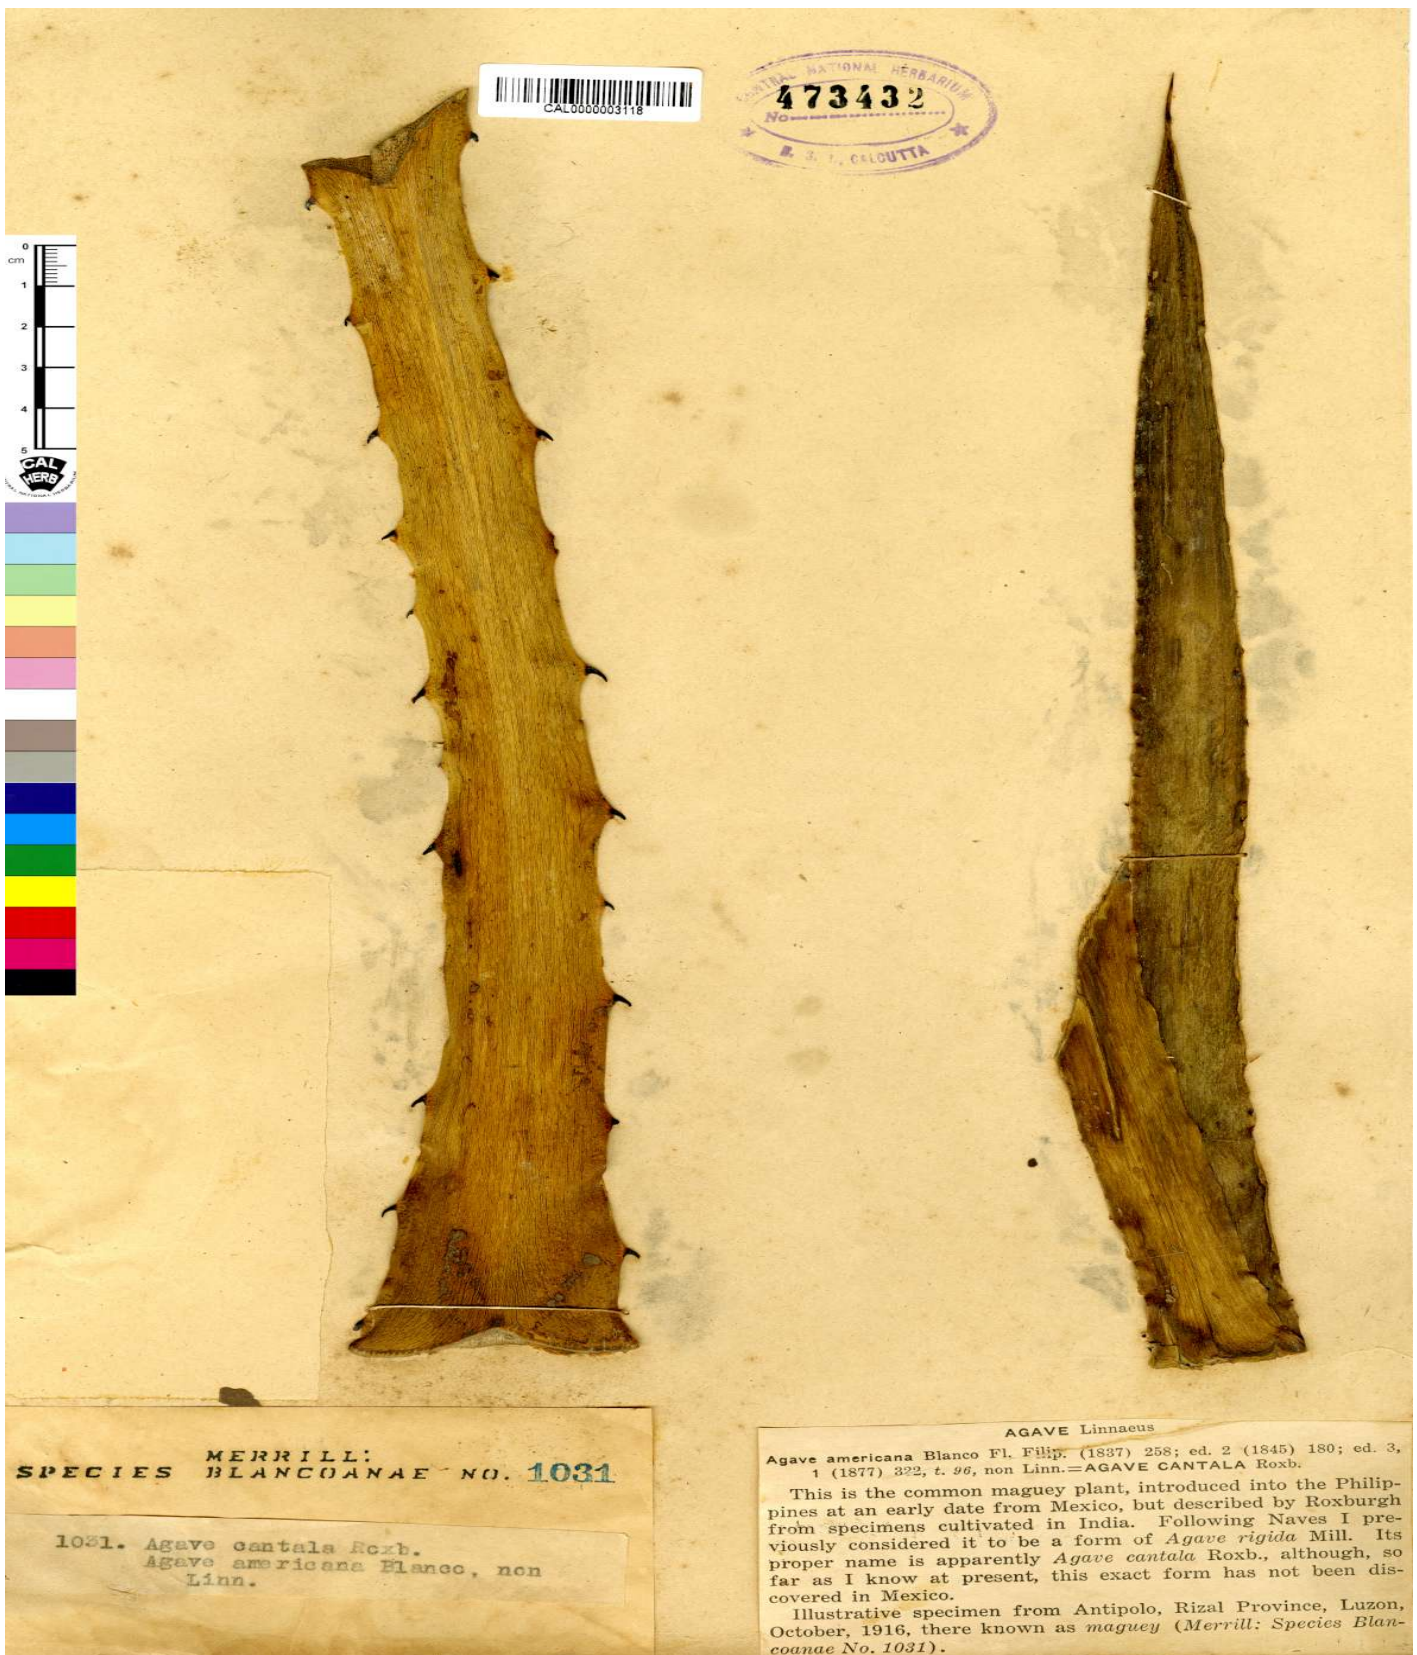 CAL0000003118
CENTRAL NATIONAL HERBARIUM
473432
No
B. S. I., CALCUTTA
0
cm
1
2
3
4
5
CAL
HERB
MERRILL:
SPECIES BLANCOANAE NO. 1031
1031. Agave cantala Roxb.
Agave americana Blanco, non
Linn.
AGAVE Linnaeus
Agave americana Blanco Fl. Filip. (1837) 258; ed. 2 (1845) 180; ed. 3,
1 (1877) 322, t. 96, non Linn.=AGAVE CANTALA Roxb.
This is the common maguey plant, introduced into the Philip-
pines at an early date from Mexico, but described by Roxburgh
from specimens cultivated in India. Following Naves I pre-
viously considered it to be a form of Agave rigida Mill. Its
proper name is apparently Agave cantala Roxb., although, so
far as I know at present, this exact form has not been dis-
covered in Mexico.
Illustrative specimen from Antipolo, Rizal Province, Luzon,
October, 1916, there known as maguey (Merrill: Species Blan-
coanae No. 1031).